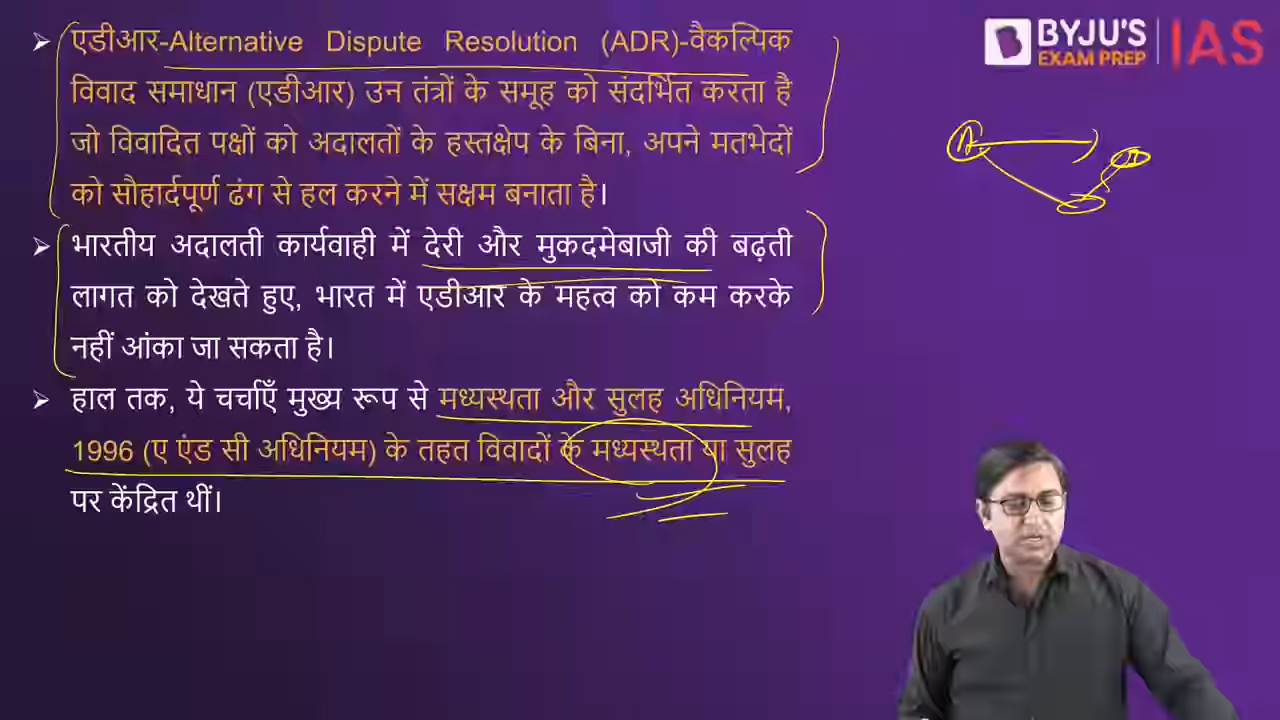 एडीआर-Alternative Dispute Resolution (ADR)-वैकल्पिक
विवाद समाधान (एडीआर) उन तंत्रों के समूह को संदर्भित करता है
जो विवादित पक्षों को अदालतों के हस्तक्षेप के बिना, अपने मतभेदों
को सौहार्दपूर्ण ढंग से हल करने में सक्षम बनाता है।
भारतीय अदालती कार्यवाही में देरी और मुकदमेबाजी की बढ़ती
लागत को देखते हुए, भारत में एडीआर के महत्व को कम करके
नहीं आंका जा सकता है।
हाल तक, ये चर्चाएँ मुख्य रूप से मध्यस्थता और सुलह अधिनियम,
1996 (ए एंड सी अधिनियम) के तहत विवादों के मध्यस्थता या सुलह
पर केंद्रित थीं।
BYJU'S
EXAM PREP
IAS